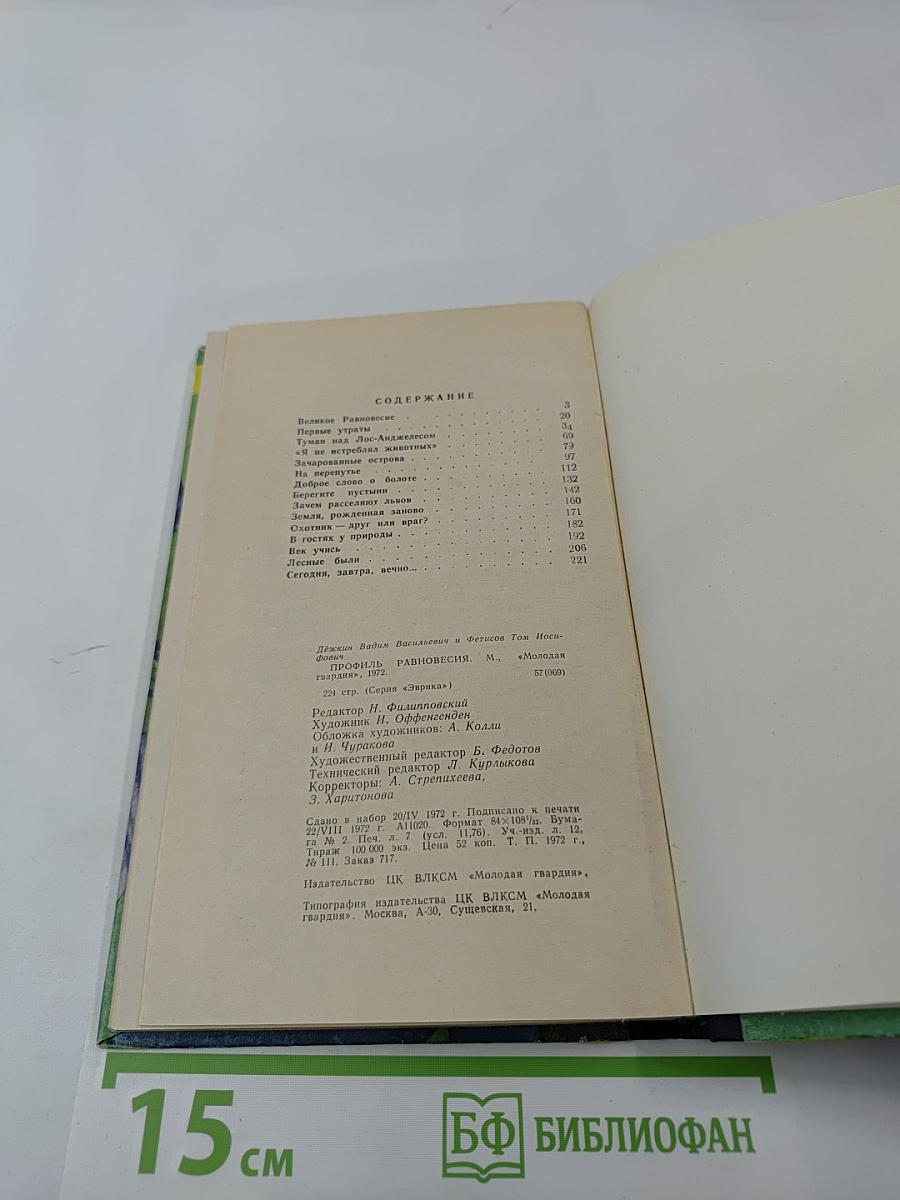 СОДЕРЖАНИЕ
Великое Равновесие . . . . . . . . . . 3
Первые утраты . . . . . . . . . . 20
Туман над Лос-Анджелесом . . . . . . . . 34
«Я не истреблял животных» . . . . . . . . 69
Зачарованные острова . . . . . . . . . . 79
На перепутье . . . . . . . . . . 97
Доброе слово о болоте . . . . . . . . . . 112
Берегите пустыни . . . . . . . . . . 132
Зачем расселяют львов . . . . . . . . . . 142
Земля, рожденная заново . . . . . . . . . . 160
Охотник — друг или враг? . . . . . . . . . . 171
В гостях у природы . . . . . . . . . . 182
Век учись . . . . . . . . . . 192
Лесные были . . . . . . . . . . 206
Сегодня, завтра, вечно... . . . . . . . . . . 221
Дёжкин Вадим Васильевич и Фетисов Том Иоси-
фович
ПРОФИЛЬ РАВНОВЕСИЯ. М., «Молодая
гвардия», 1972. 57(069)
224 стр. (Серия «Эврика»)
Редактор Н. Филипповский
Художник И. Оффенгенден
Обложка художников: А. Колли
и И. Чуракова
Художественный редактор Б. Федотов
Технический редактор Л. Курлыкова
Корректоры: А. Стрепихеева,
З. Харитонова
Сдано в набор 20/IV 1972 г. Подписано к печати
22/VIII 1972 г. А11020. Формат 84×108¹/₃₂. Бума-
га № 2. Печ. л. 7 (усл. 11,76). Уч.-изд. л. 12,
Тираж 100 000 экз. Цена 52 коп. Т. П. 1972 г.,
№ 111. Заказ 717.
Издательство ЦК ВЛКСМ «Молодая гвардия».
Типография издательства ЦК ВЛКСМ «Молодая
гвардия». Москва, А-30, Сущевская, 21.
15 см
БФ БИБЛИОФАН